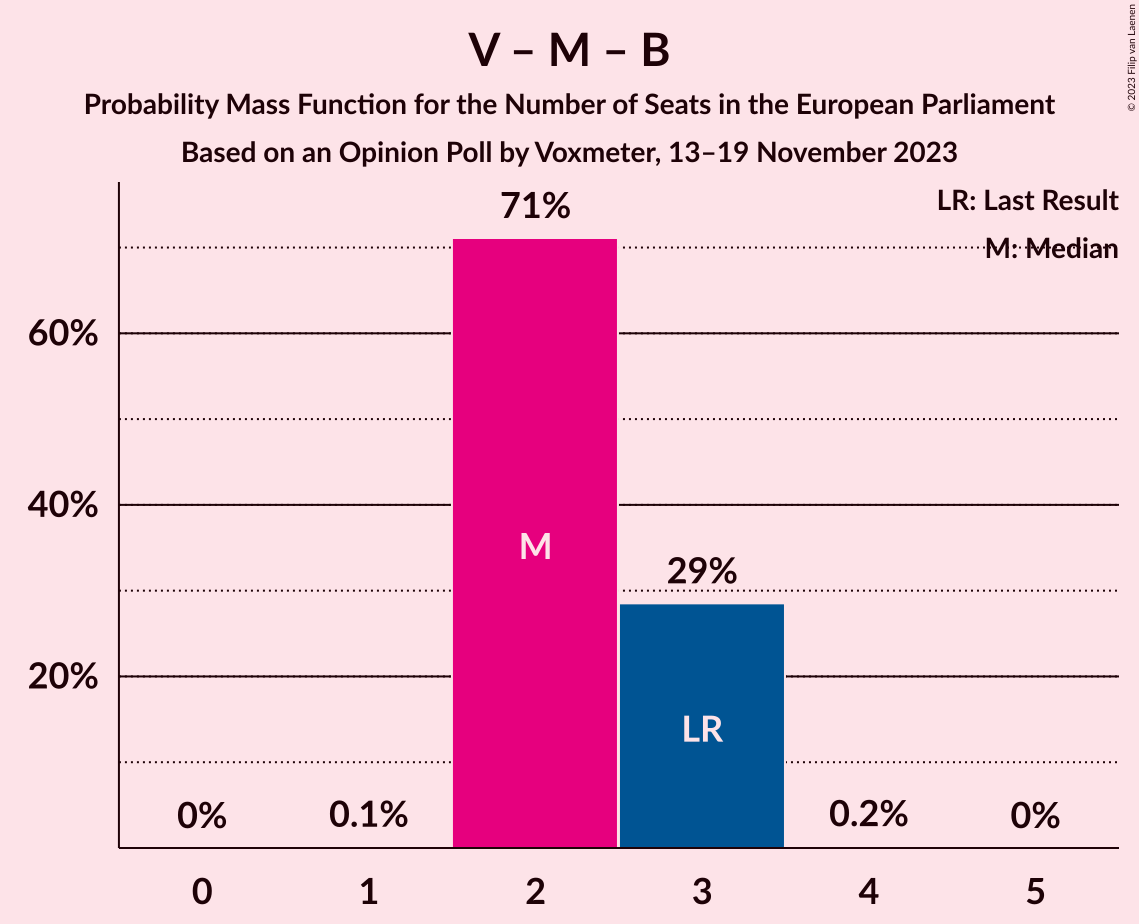 V – M – B
Probability Mass Function for the Number of Seats in the European Parliament
Based on an Opinion Poll by Voxmeter, 13–19 November 2023
© 2023 Filip van Laenen
LR: Last Result
M: Median
71%
60%
40%
20%
M
29%
LR
0%
0.1%
0.2%
0%
0 1 2 3 4 5